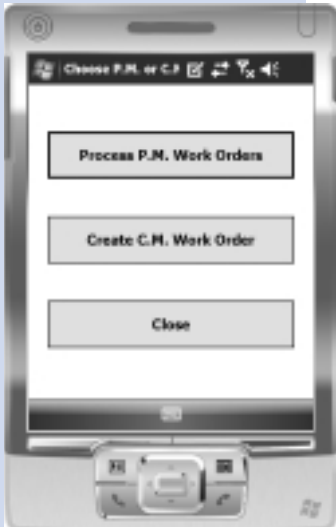 Choose P.M. or C.M
Process P.M. Work Orders
Create C.M. Work Order
Close